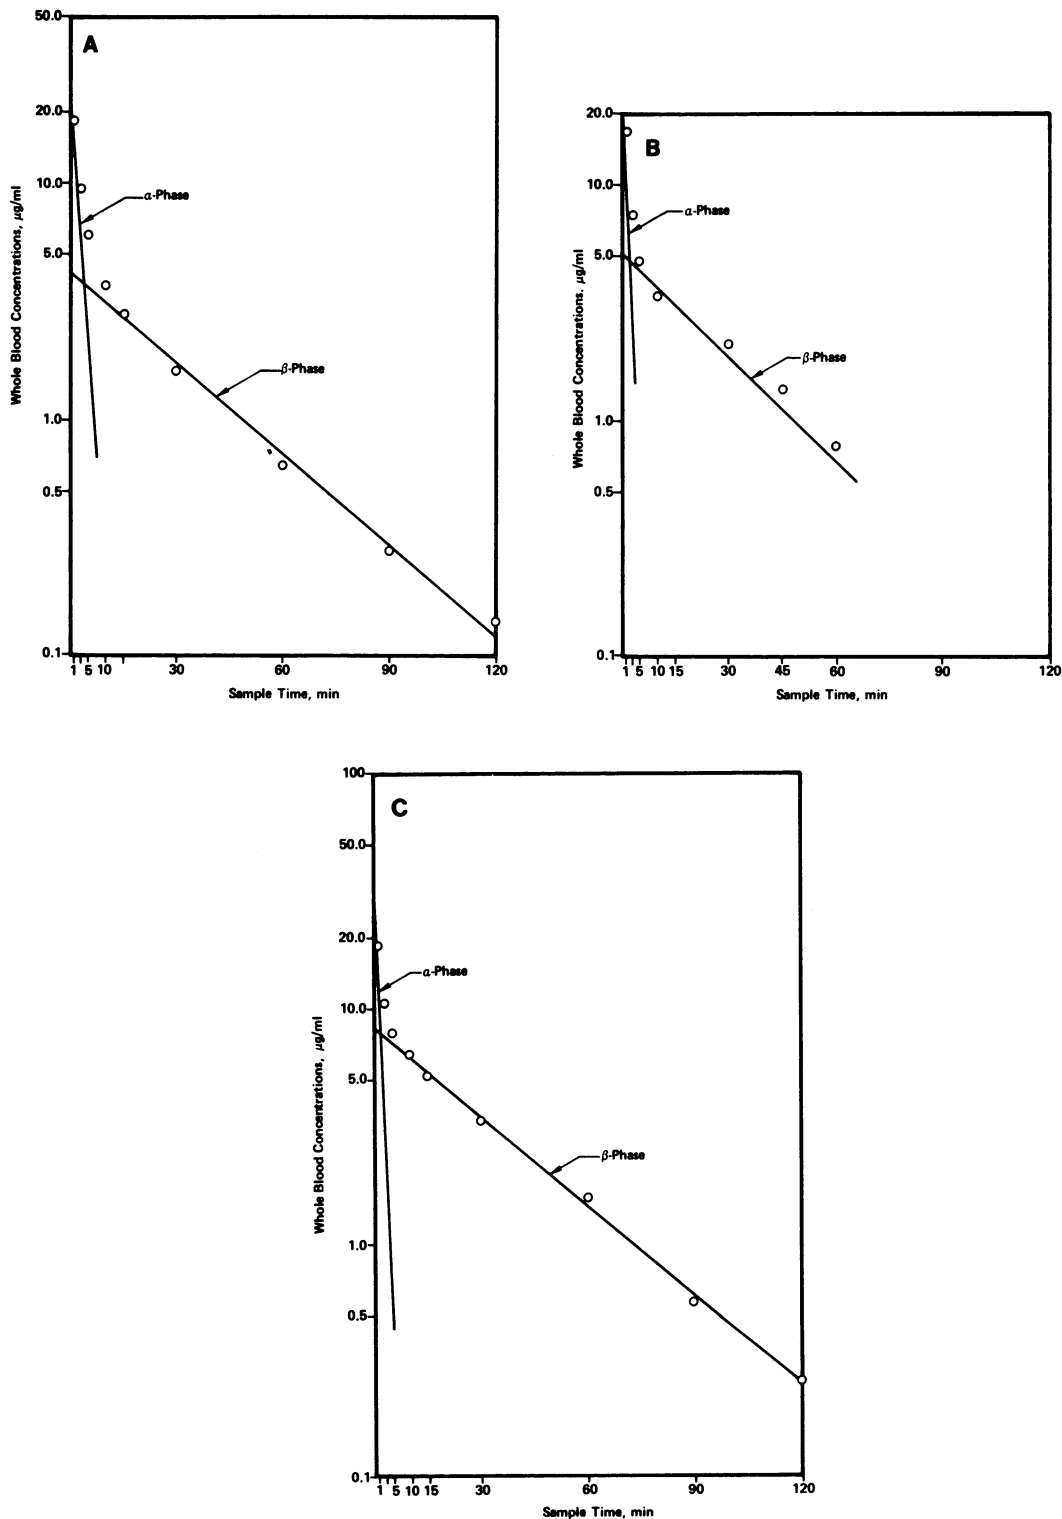 A
50.0
20.0
10.0
5.0
1.0
0.5
0.1
Whole Blood Concentrations, μg/ml
α-Phase
β-Phase
1 5 10 30 60 90 120
Sample Time, min
B
20.0
10.0
5.0
1.0
0.5
0.1
Whole Blood Concentrations. μg/ml
α-Phase
β-Phase
1 5 10 15 30 45 60 90 120
Sample Time, min
C
100
50.0
20.0
10.0
5.0
1.0
0.5
0.1
Whole Blood Concentrations, μg/ml
α-Phase
β-Phase
1 5 10 15 30 60 90 120
Sample Time, min